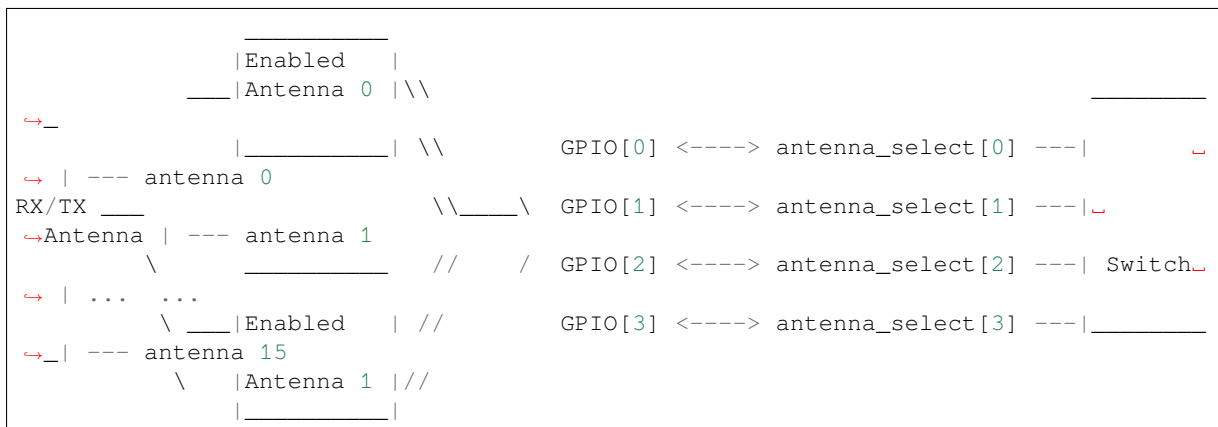 __________
                  |Enabled   |
              ___|Antenna 0 |\\                                                       ________
↪_
                  |__________| \\         GPIO[0] <----> antenna_select[0] ---|        ␣
↪ | --- antenna 0
RX/TX ___                        \\____\  GPIO[1] <----> antenna_select[1] ---|␣
↪Antenna | --- antenna 1
          \       __________   //     /  GPIO[2] <----> antenna_select[2] ---| Switch␣
↪ | ...  ...
           \ ___|Enabled   | //         GPIO[3] <----> antenna_select[3] ---|________
↪_| --- antenna 15
            \   |Antenna 1 |//
                |__________|